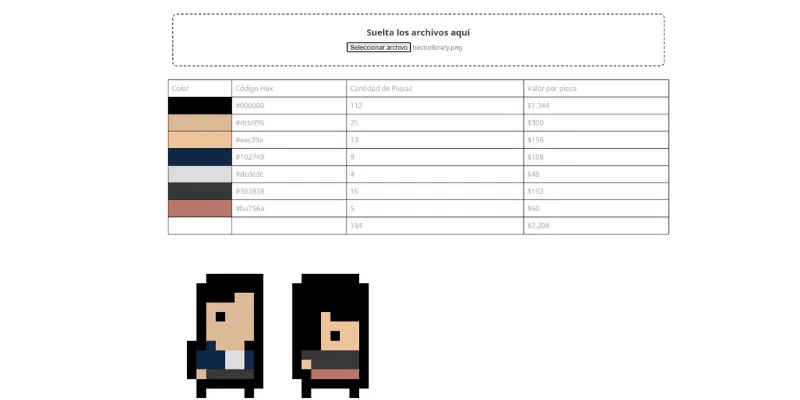 Suelta los archivos aquí
Seleccionar archivo hector&naty.png
Color Código Hex Cantidad de Piezas Valor por pieza
#000000 112 $1,344
#dcb996 25 $300
#eec39a 13 $156
#102749 9 $108
#dcdcdc 4 $48
#383838 16 $192
#ba756a 5 $60
184 $2,208